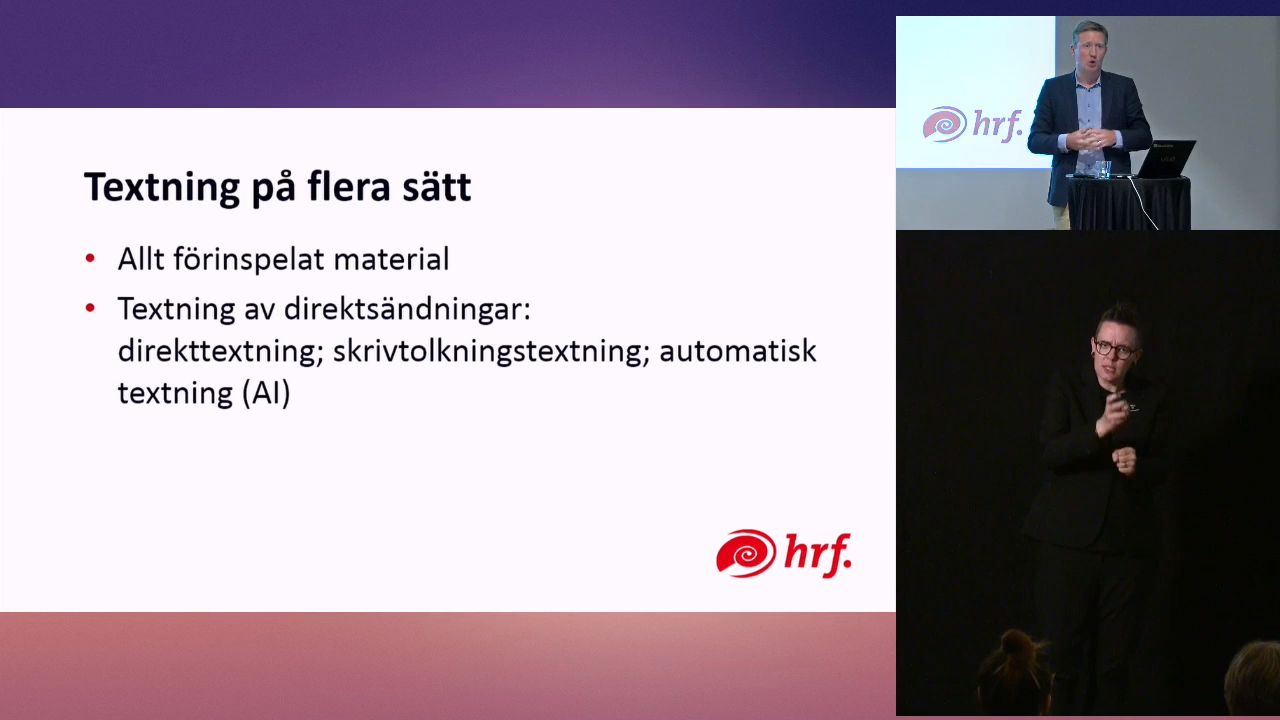 Textning på flera sätt
• Allt förinspelat material
• Textning av direktsändningar:
direkttextning; skrivtolkningstextning; automatisk
textning (AI)
hrf.
hrf.